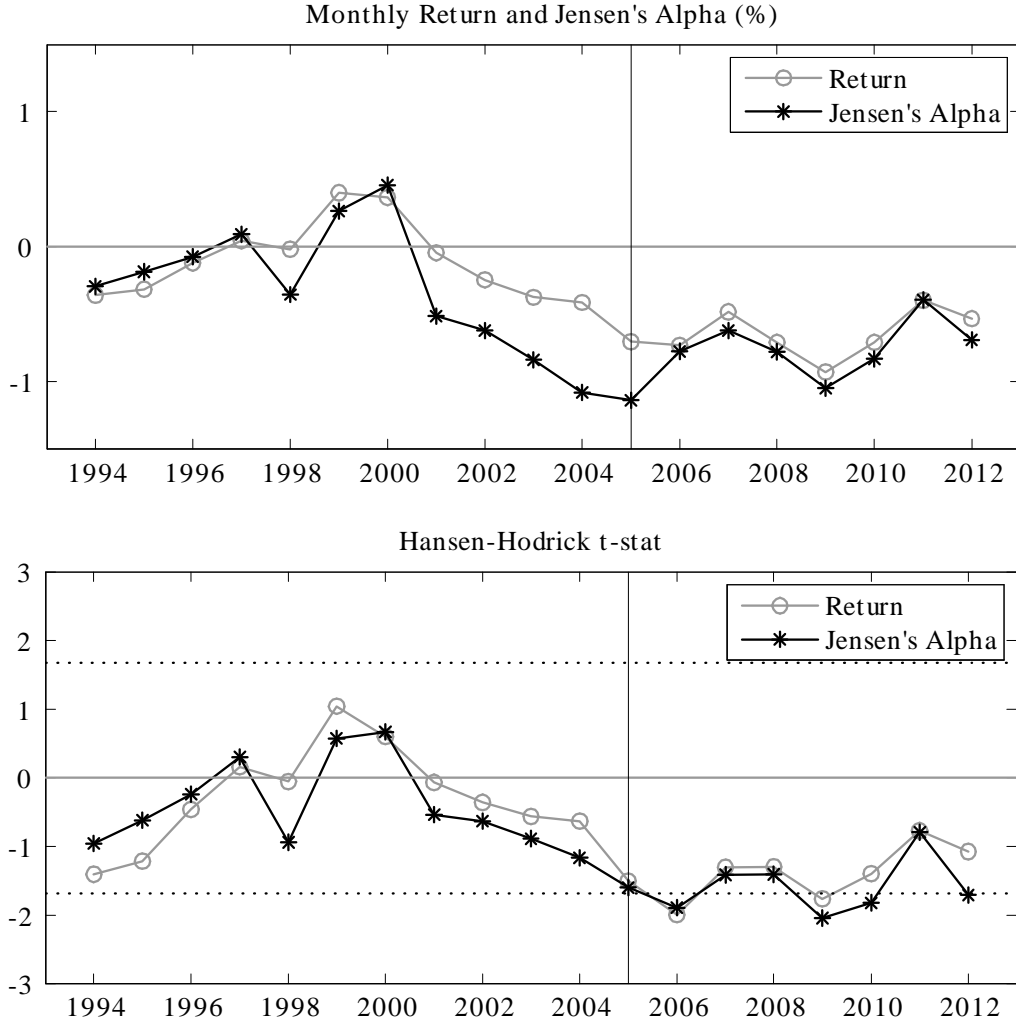 Monthly Return and Jensen's Alpha (%)
Return
Jensen's Alpha
1
0
-1
1994 1996 1998 2000 2002 2004 2006 2008 2010 2012
Hansen-Hodrick t-stat
3
Return
Jensen's Alpha
2
1
0
-1
-2
-3
1994 1996 1998 2000 2002 2004 2006 2008 2010 2012